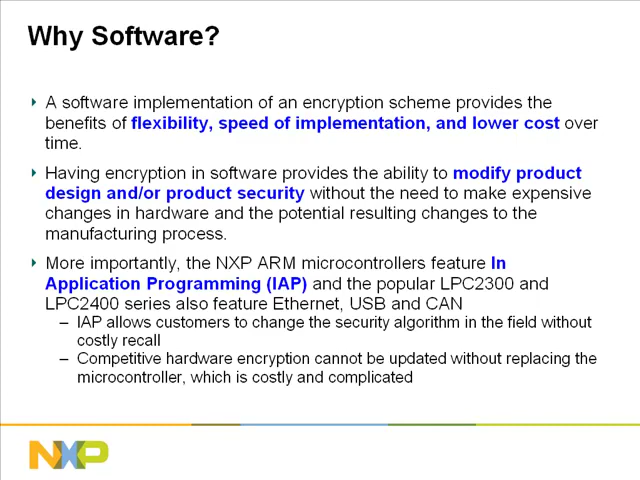 Why Software?
A software implementation of an encryption scheme provides the
benefits of flexibility, speed of implementation, and lower cost over
time.
Having encryption in software provides the ability to modify product
design and/or product security without the need to make expensive
changes in hardware and the potential resulting changes to the
manufacturing process.
More importantly, the NXP ARM microcontrollers feature In
Application Programming (IAP) and the popular LPC2300 and
LPC2400 series also feature Ethernet, USB and CAN
– IAP allows customers to change the security algorithm in the field without
costly recall
– Competitive hardware encryption cannot be updated without replacing the
microcontroller, which is costly and complicated
NXP